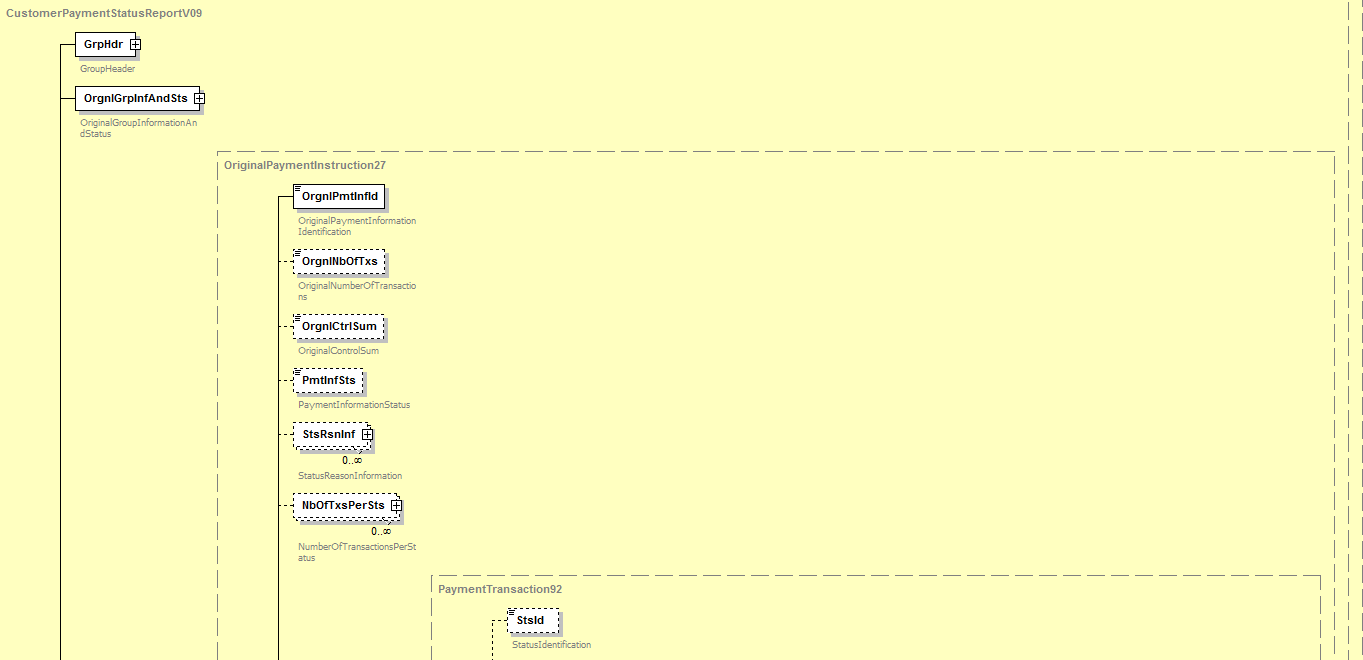 CustomerPaymentStatusReportV09
GrpHdr
GroupHeader
OrgnlGrpInfAndSts
OriginalGroupInformationAn
dStatus
OriginalPaymentInstruction27
OrgnlPmtInfId
OriginalPaymentInformation
Identification
OrgnlNbOfTxs
OriginalNumberOfTransactio
ns
OrgnlCtrlSum
OriginalControlSum
PmtInfSts
PaymentInformationStatus
StsRsnInf
0..∞
StatusReasonInformation
NbOfTxsPerSts
0..∞
NumberOfTransactionsPerSt
atus
PaymentTransaction92
StsId
StatusIdentification